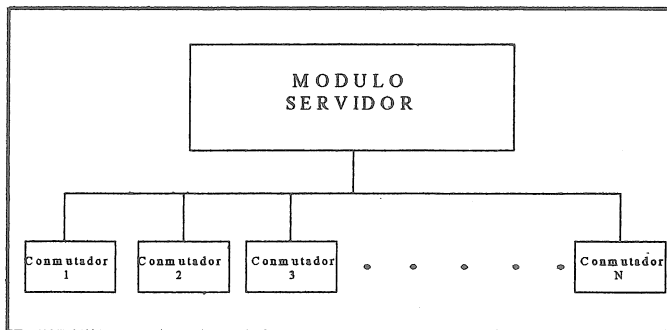 MODULO
SERVIDOR
Conmutador
1
Conmutador
2
Conmutador
3
Conmutador
N